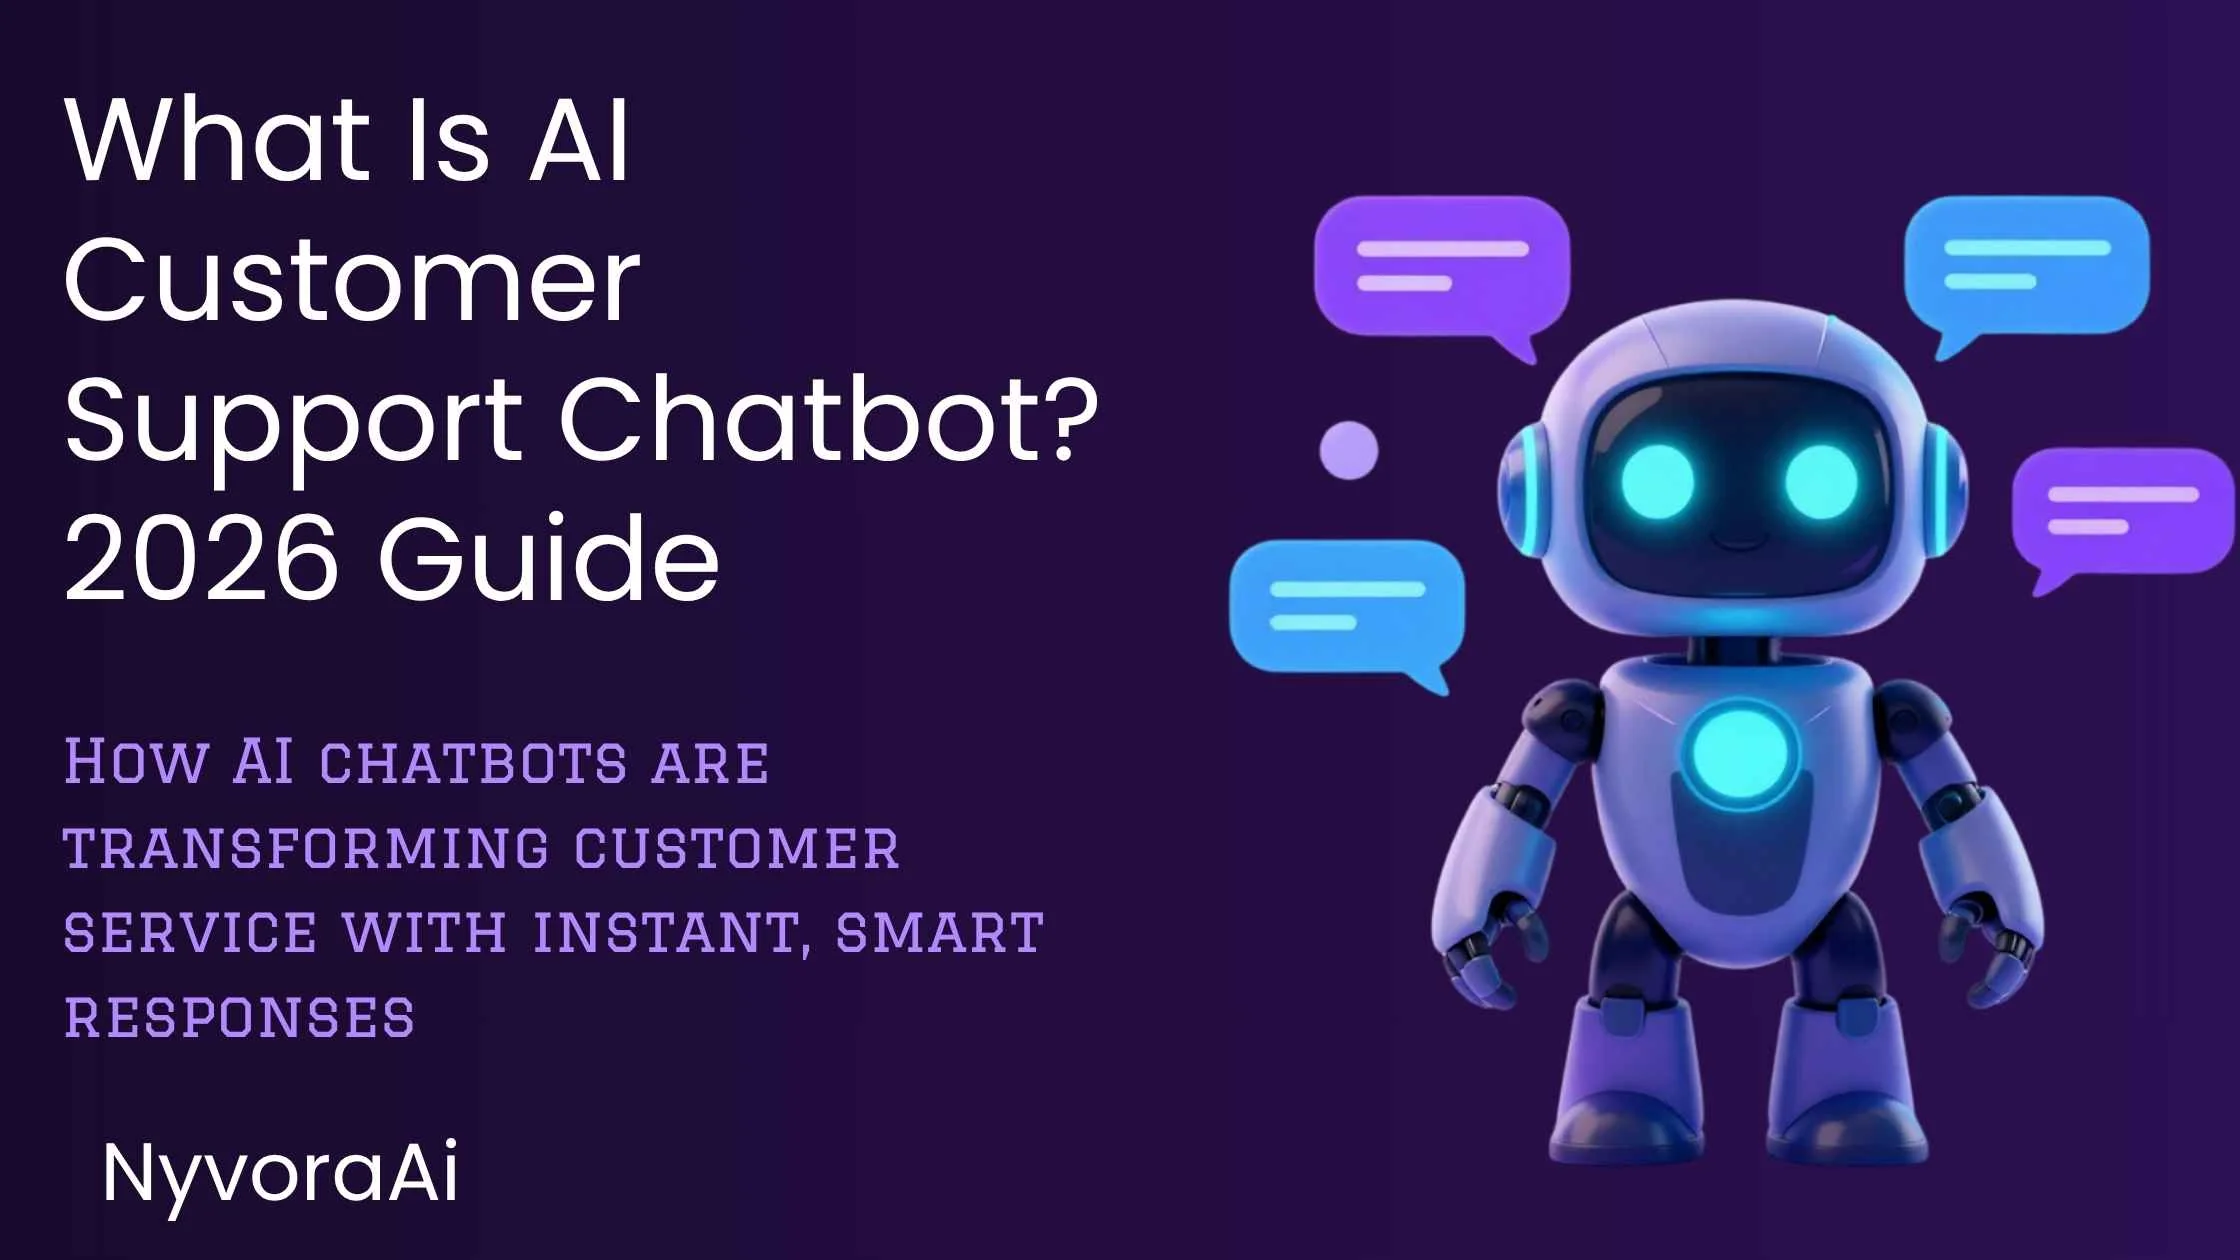 What Is AI
Customer
Support Chatbot?
2026 Guide
How AI chatbots are
transforming customer
service with instant, smart
responses
NyvoraAi